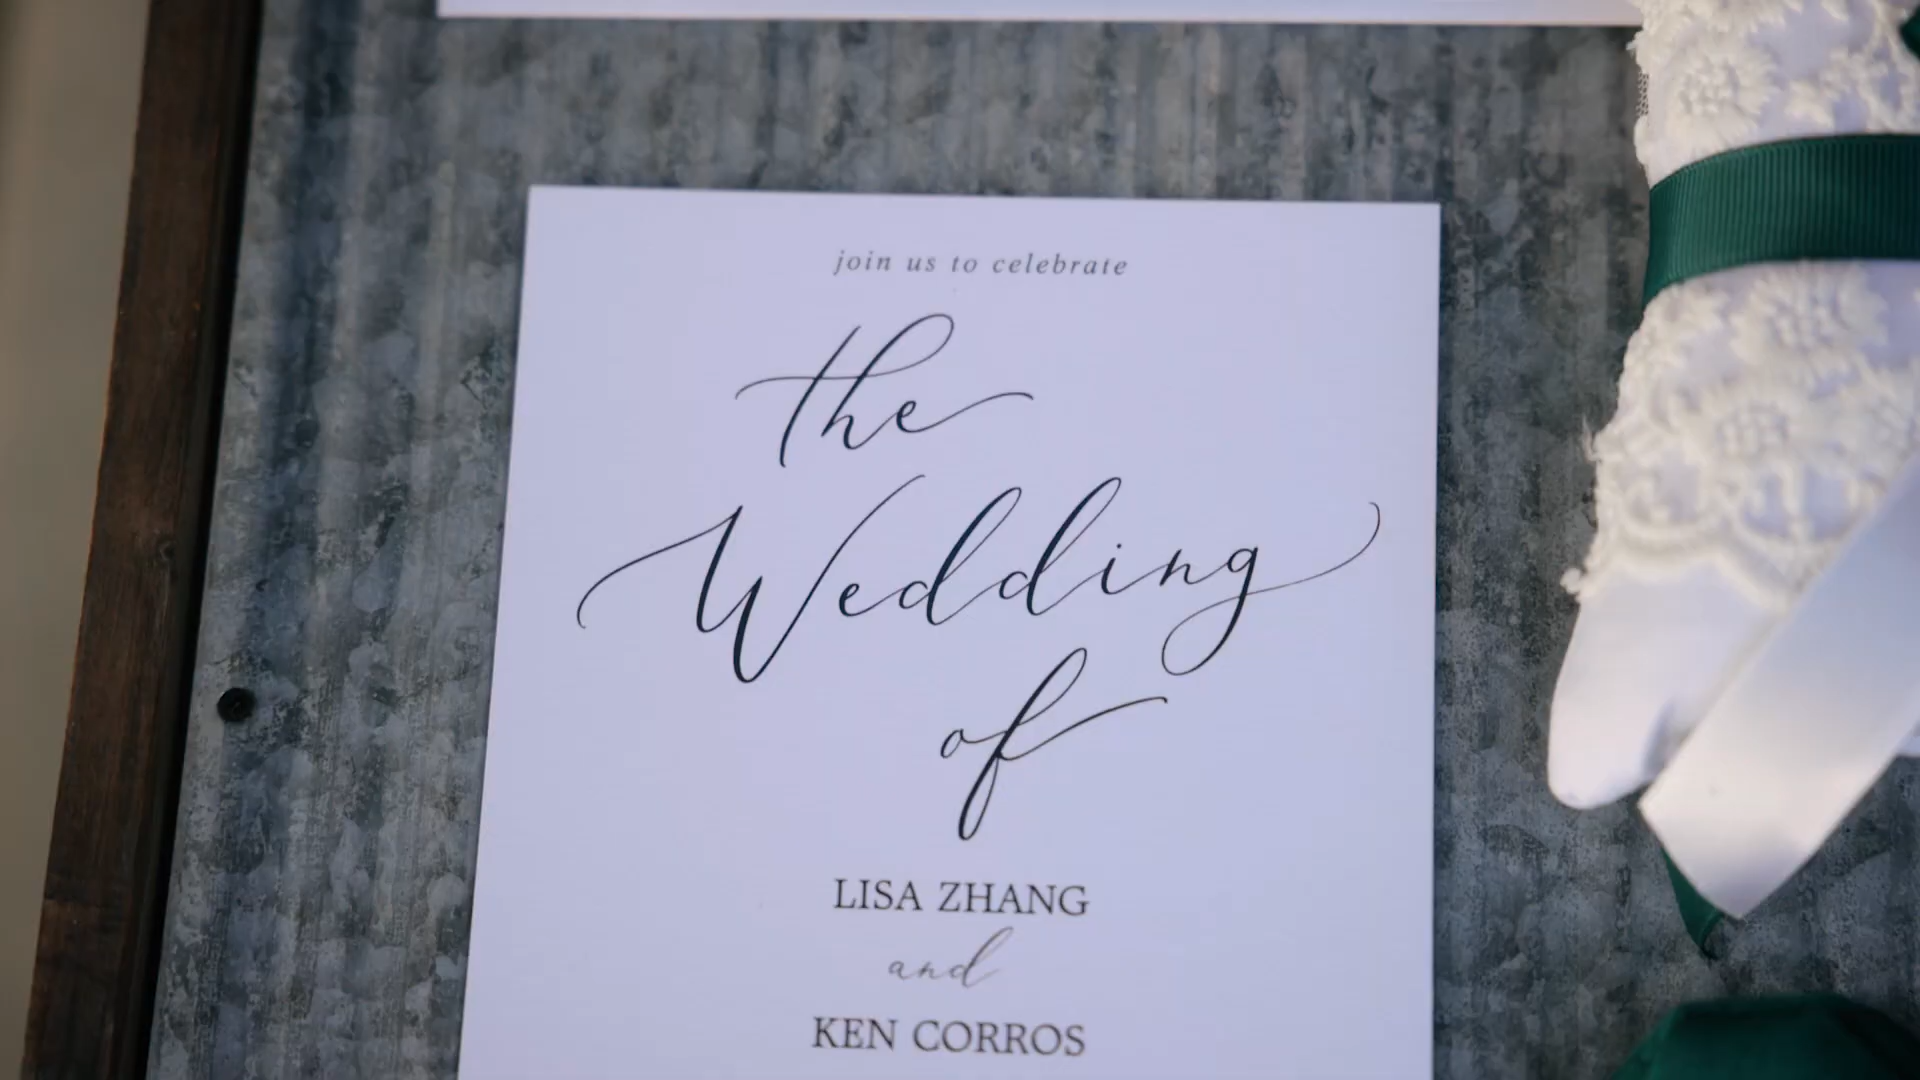 join us to celebrate
the
Wedding
of
LISA ZHANG
and
KEN CORROS